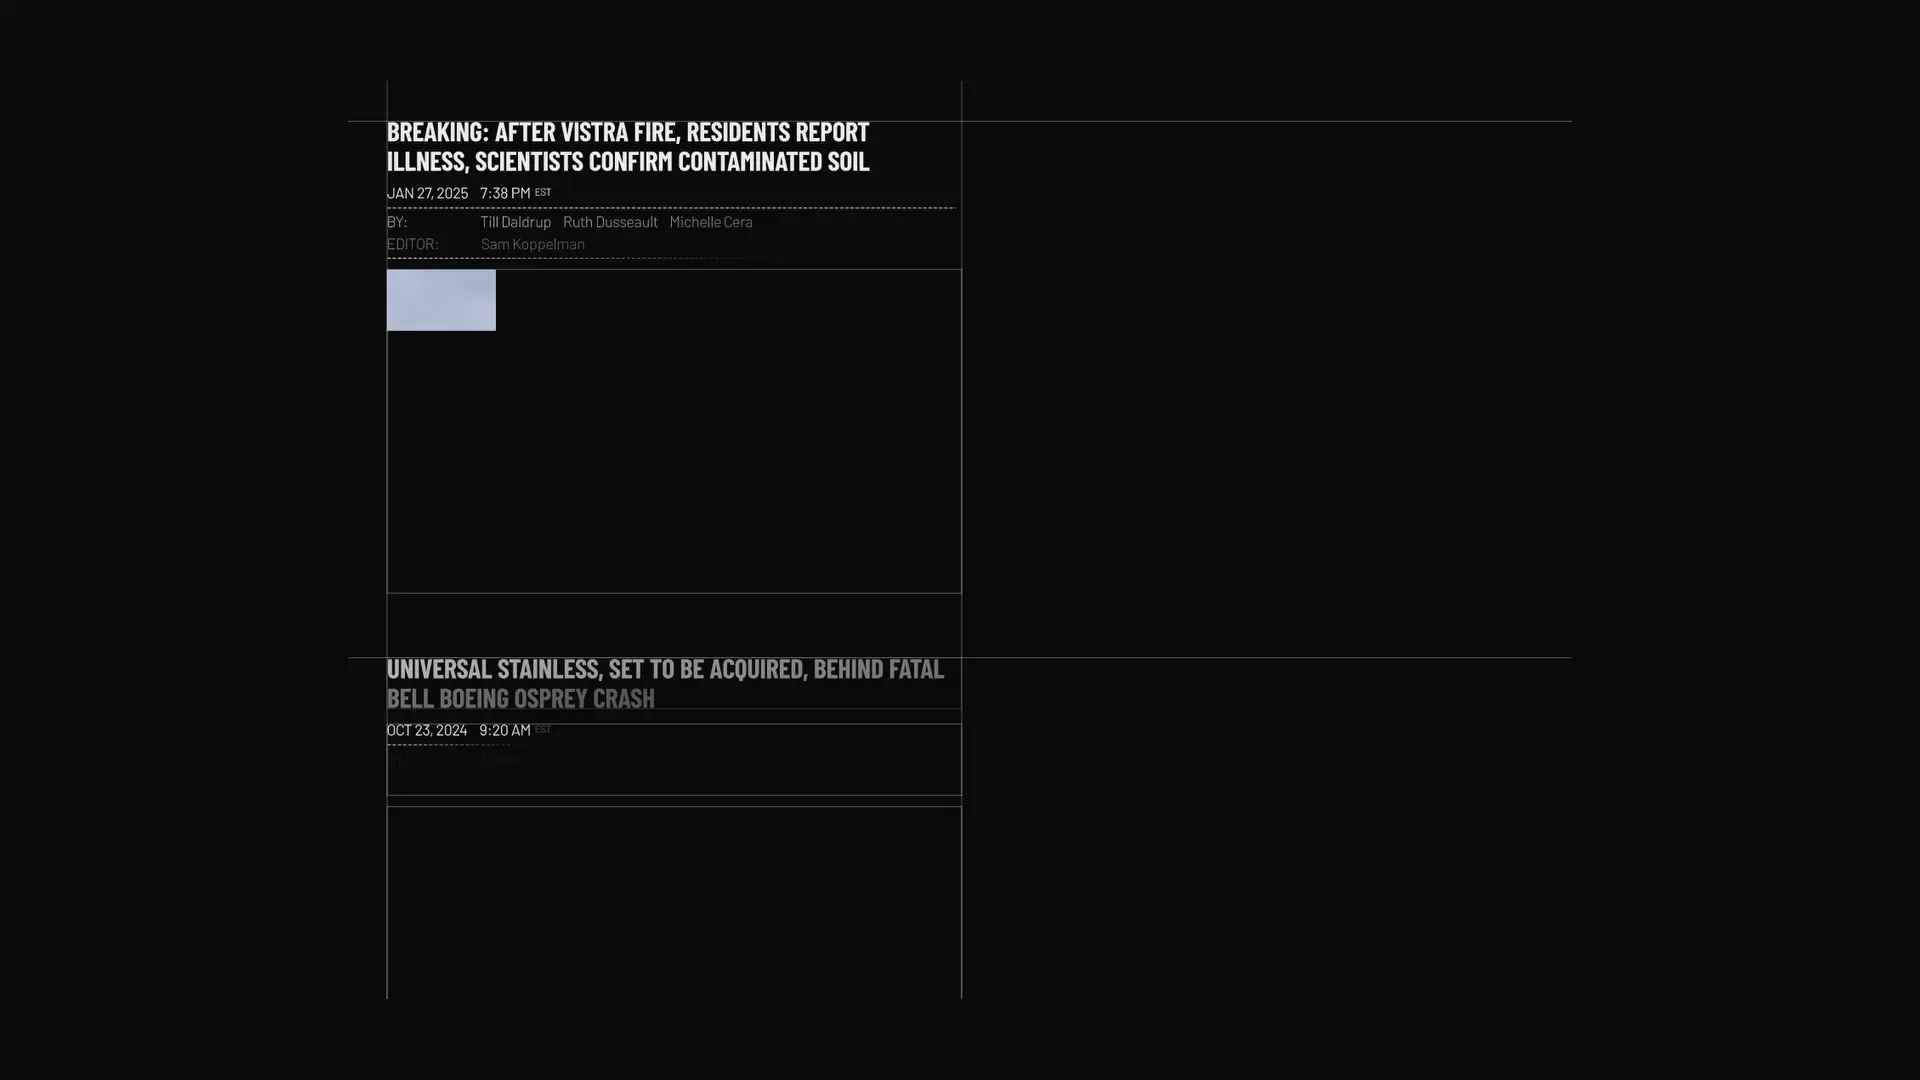 BREAKING: AFTER VISTRA FIRE, RESIDENTS REPORT
ILLNESS, SCIENTISTS CONFIRM CONTAMINATED SOIL
JAN 27, 2025 7:38 PM EST
BY: Till Daldrup Ruth Dusseault Michelle Cera
EDITOR: Sam Koppelman
UNIVERSAL STAINLESS, SET TO BE ACQUIRED, BEHIND FATAL
BELL BOEING OSPREY CRASH
OCT 23, 2024 9:20 AM EST